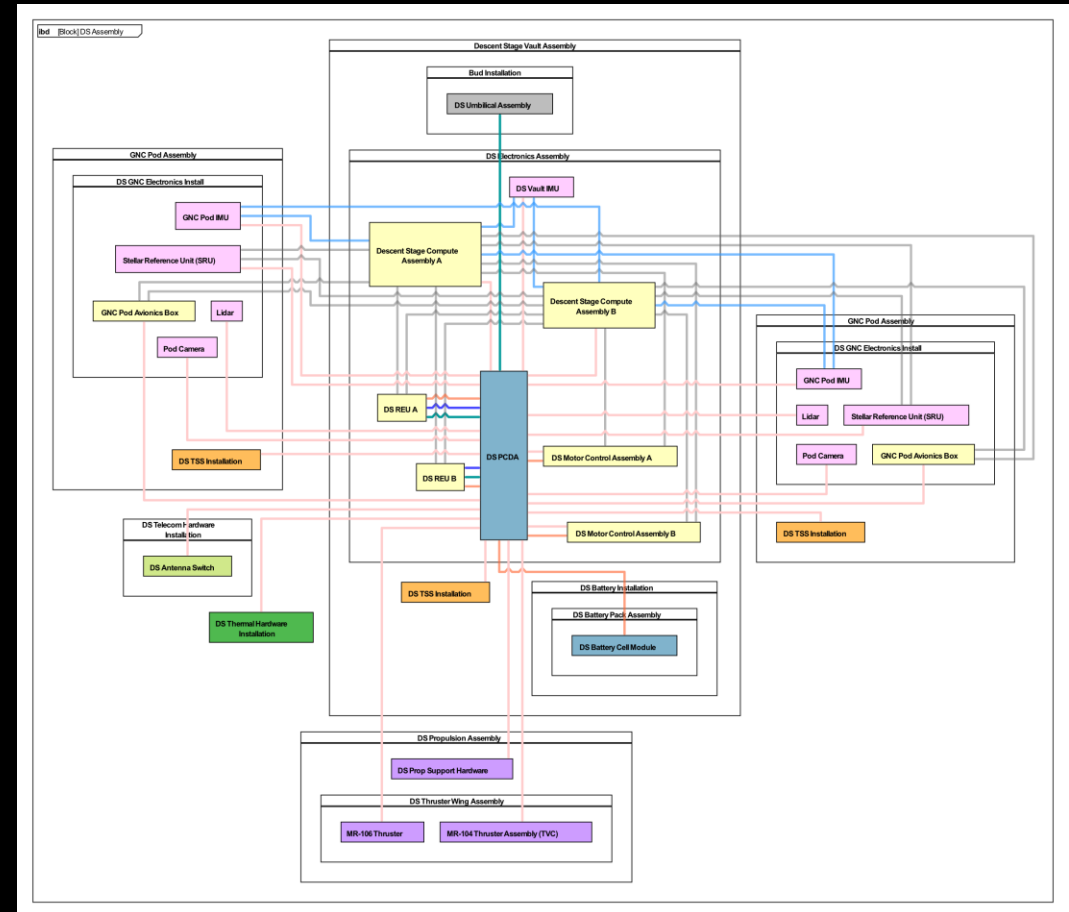 ibd [Block] DS Assembly
Descent Stage Vault Assembly
Bud Installation
DS Umbilical Assembly
GNC Pod Assembly
DS GNC Electronics Install
GNC Pod IMU
Stellar Reference Unit (SRU)
GNC Pod Avionics Box
Lidar
Pod Camera
DS TSS Installation
DS Electronics Assembly
DS Vault IMU
Descent Stage Compute
Assembly A
Descent Stage Compute
Assembly B
DS REU A
DS PCDA
DS REU B
DS Motor Control Assembly A
DS Motor Control Assembly B
GNC Pod Assembly
DS GNC Electronics Install
GNC Pod IMU
Lidar
Stellar Reference Unit (SRU)
Pod Camera
GNC Pod Avionics Box
DS TSS Installation
DS Telecom Hardware
Installation
DS Antenna Switch
DS Thermal Hardware
Installation
DS TSS Installation
DS Battery Installation
DS Battery Pack Assembly
DS Battery Cell Module
DS Propulsion Assembly
DS Prop Support Hardware
DS Thruster Wing Assembly
MR-106 Thruster
MR-104 Thruster Assembly (TVC)